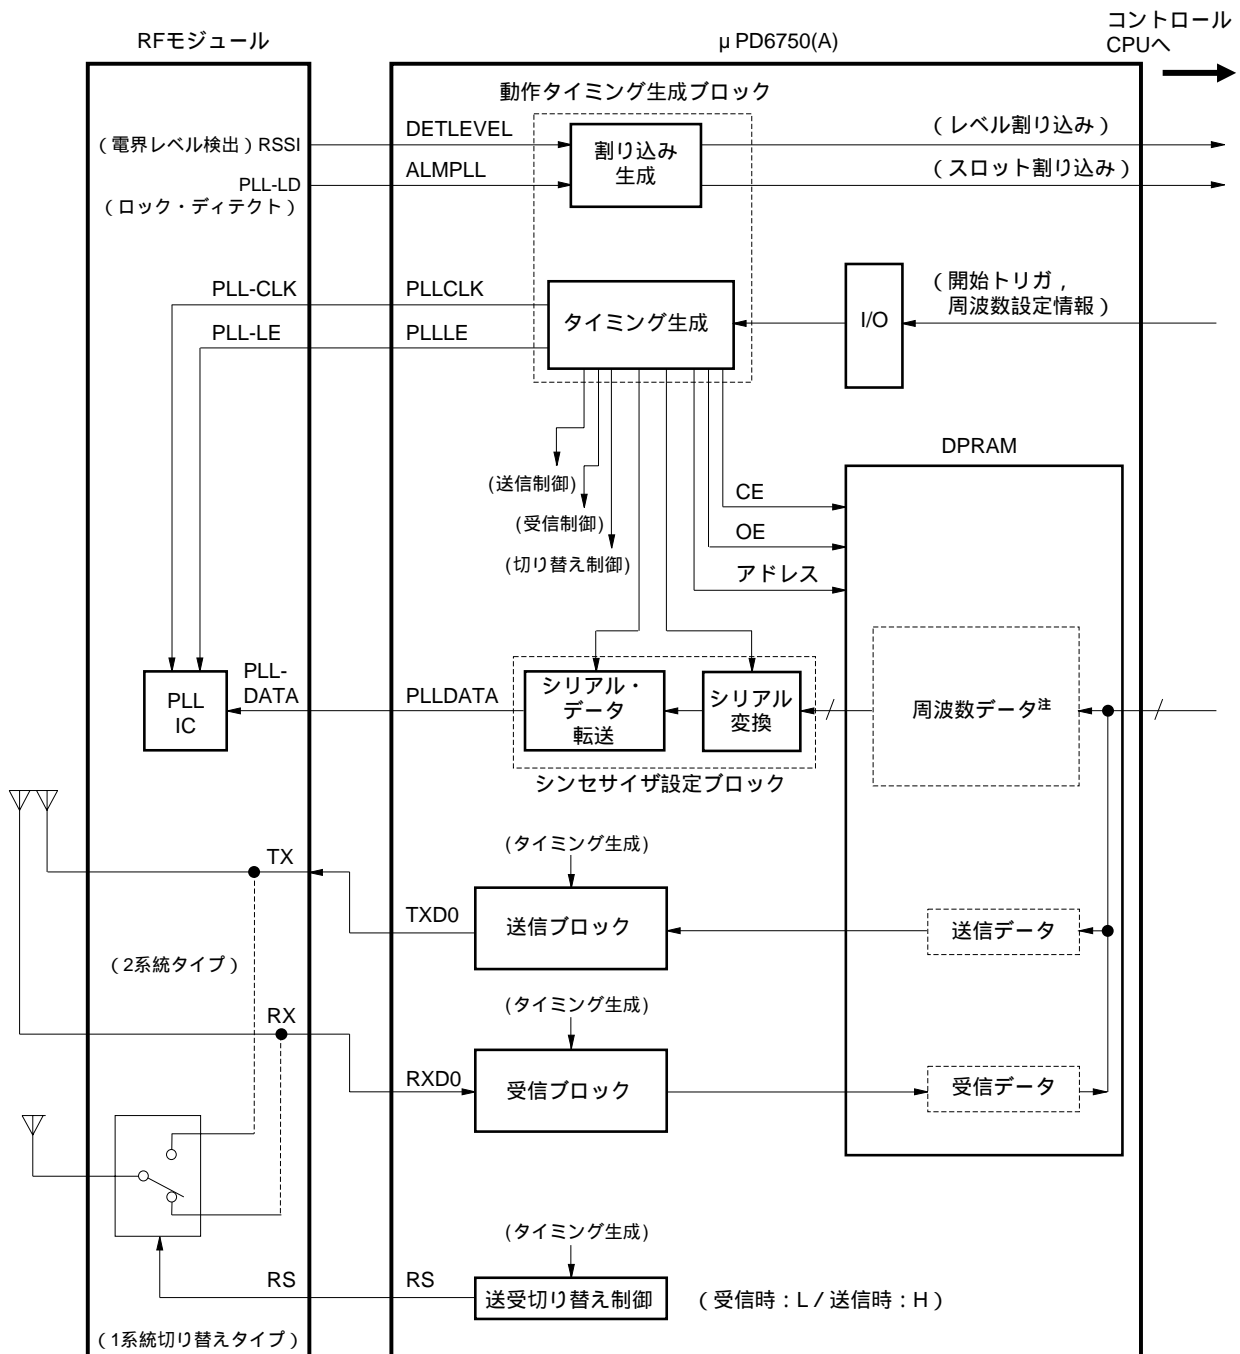 コントロール
CPUへ
RFモジュール
μPD6750(A)
動作タイミング生成ブロック
(電界レベル検出)RSSI
DETLEVEL
割り込み
生成
(レベル割り込み)
PLL-LD
(ロック・ディテクト)
ALMPLL
(スロット割り込み)
PLL-CLK
PLLCLK
タイミング生成
I/O
(開始トリガ,
周波数設定情報)
PLL-LE
PLLLE
DPRAM
(送信制御)
(受信制御)
(切り替え制御)
CE
OE
アドレス
PLL
IC
PLL-
DATA
PLLDATA
シリアル・
データ
転送
シリアル
変換
周波数データ注
シンセサイザ設定ブロック
(タイミング生成)
TX
TXD0
送信ブロック
送信データ
(2系統タイプ)
(タイミング生成)
RX
RXD0
受信ブロック
受信データ
(タイミング生成)
RS
RS
送受切り替え制御
(受信時:L/送信時:H)
(1系統切り替えタイプ)